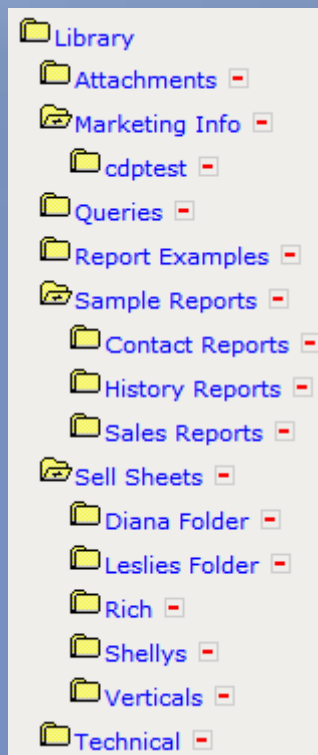 Library
Attachments
Marketing Info
cdptest
Queries
Report Examples
Sample Reports
Contact Reports
History Reports
Sales Reports
Sell Sheets
Diana Folder
Leslies Folder
Rich
Shellys
Verticals
Technical